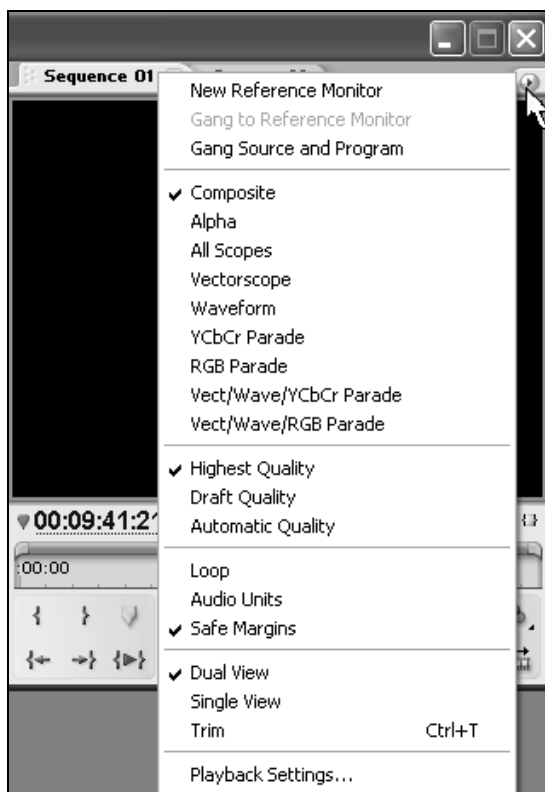 Sequence 01
New Reference Monitor
Gang to Reference Monitor
Gang Source and Program
Composite
Alpha
All Scopes
Vectorscope
Waveform
YCbCr Parade
RGB Parade
Vect/Wave/YCbCr Parade
Vect/Wave/RGB Parade
Highest Quality
Draft Quality
Automatic Quality
00:09:41:21
:00:00
Loop
Audio Units
Safe Margins
Dual View
Single View
Trim Ctrl+T
Playback Settings...